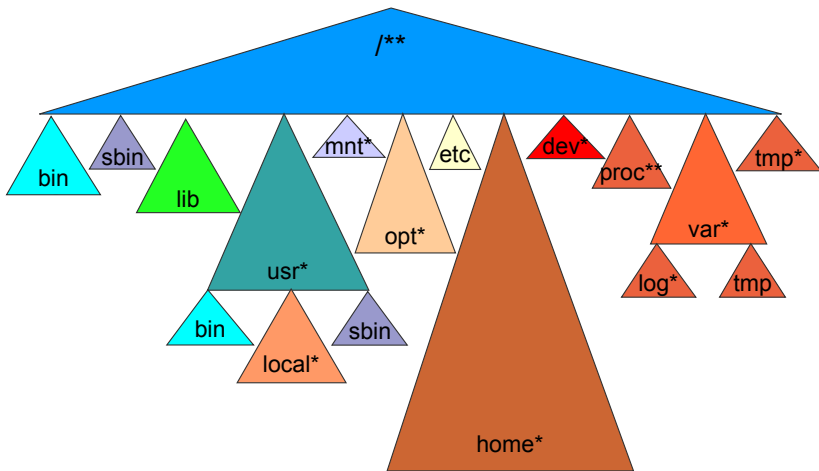 /**
bin
sbin
lib
usr*
mnt*
opt*
etc
home*
dev*
proc**
var*
tmp*
bin
local*
sbin
log*
tmp